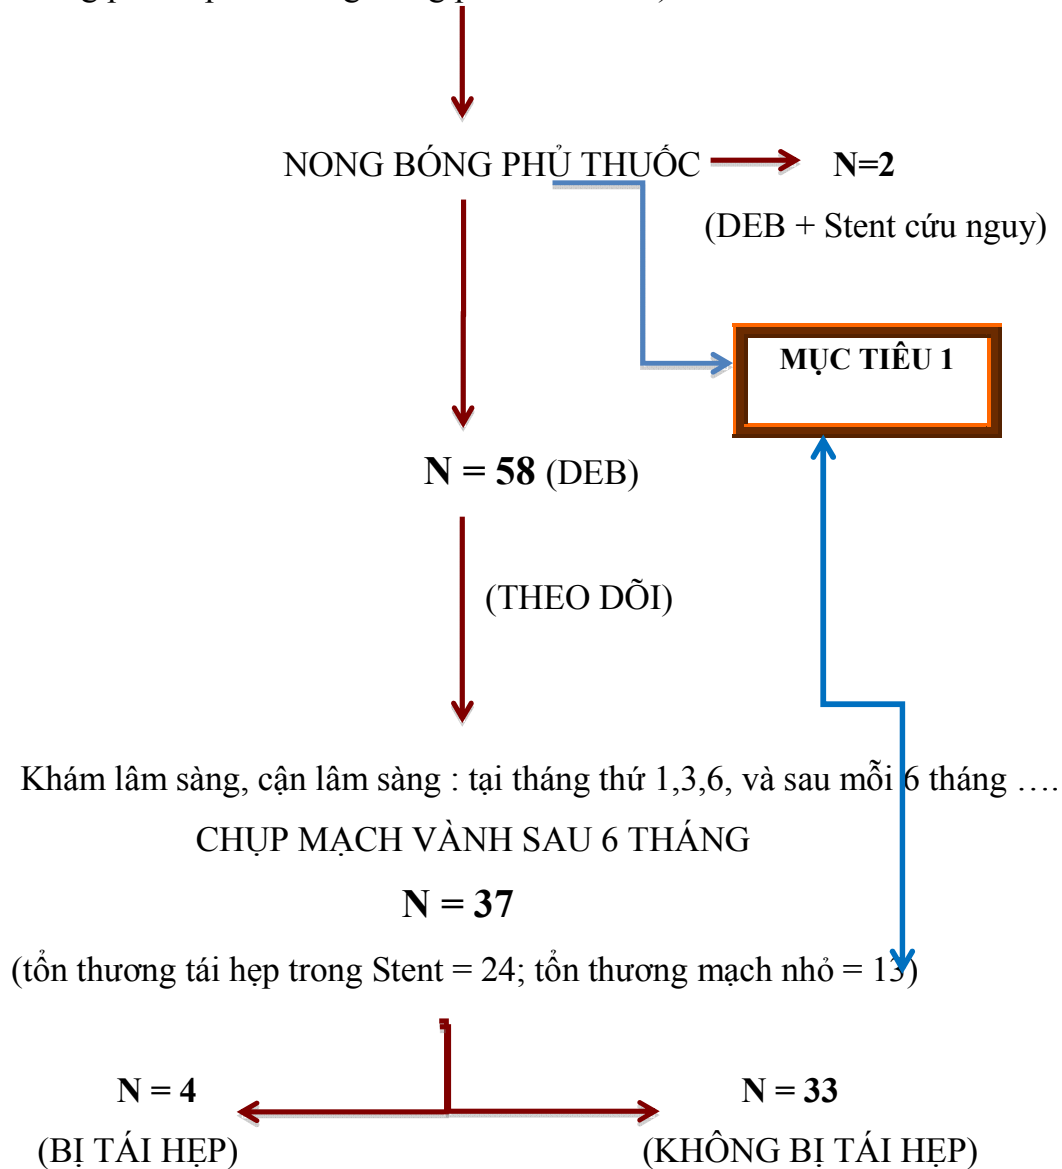 NONG BÓNG PHỦ THUỐC
N=2
(DEB + Stent cứu nguy)
MỤC TIÊU 1
N = 58 (DEB)
(THEO DÕI)
Khám lâm sàng, cận lâm sàng : tại tháng thứ 1,3,6, và sau mỗi 6 tháng ….
CHỤP MẠCH VÀNH SAU 6 THÁNG
N = 37
(tổn thương tái hẹp trong Stent = 24; tổn thương mạch nhỏ = 13)
N = 4
N = 33
(BỊ TÁI HẸP)
(KHÔNG BỊ TÁI HẸP)